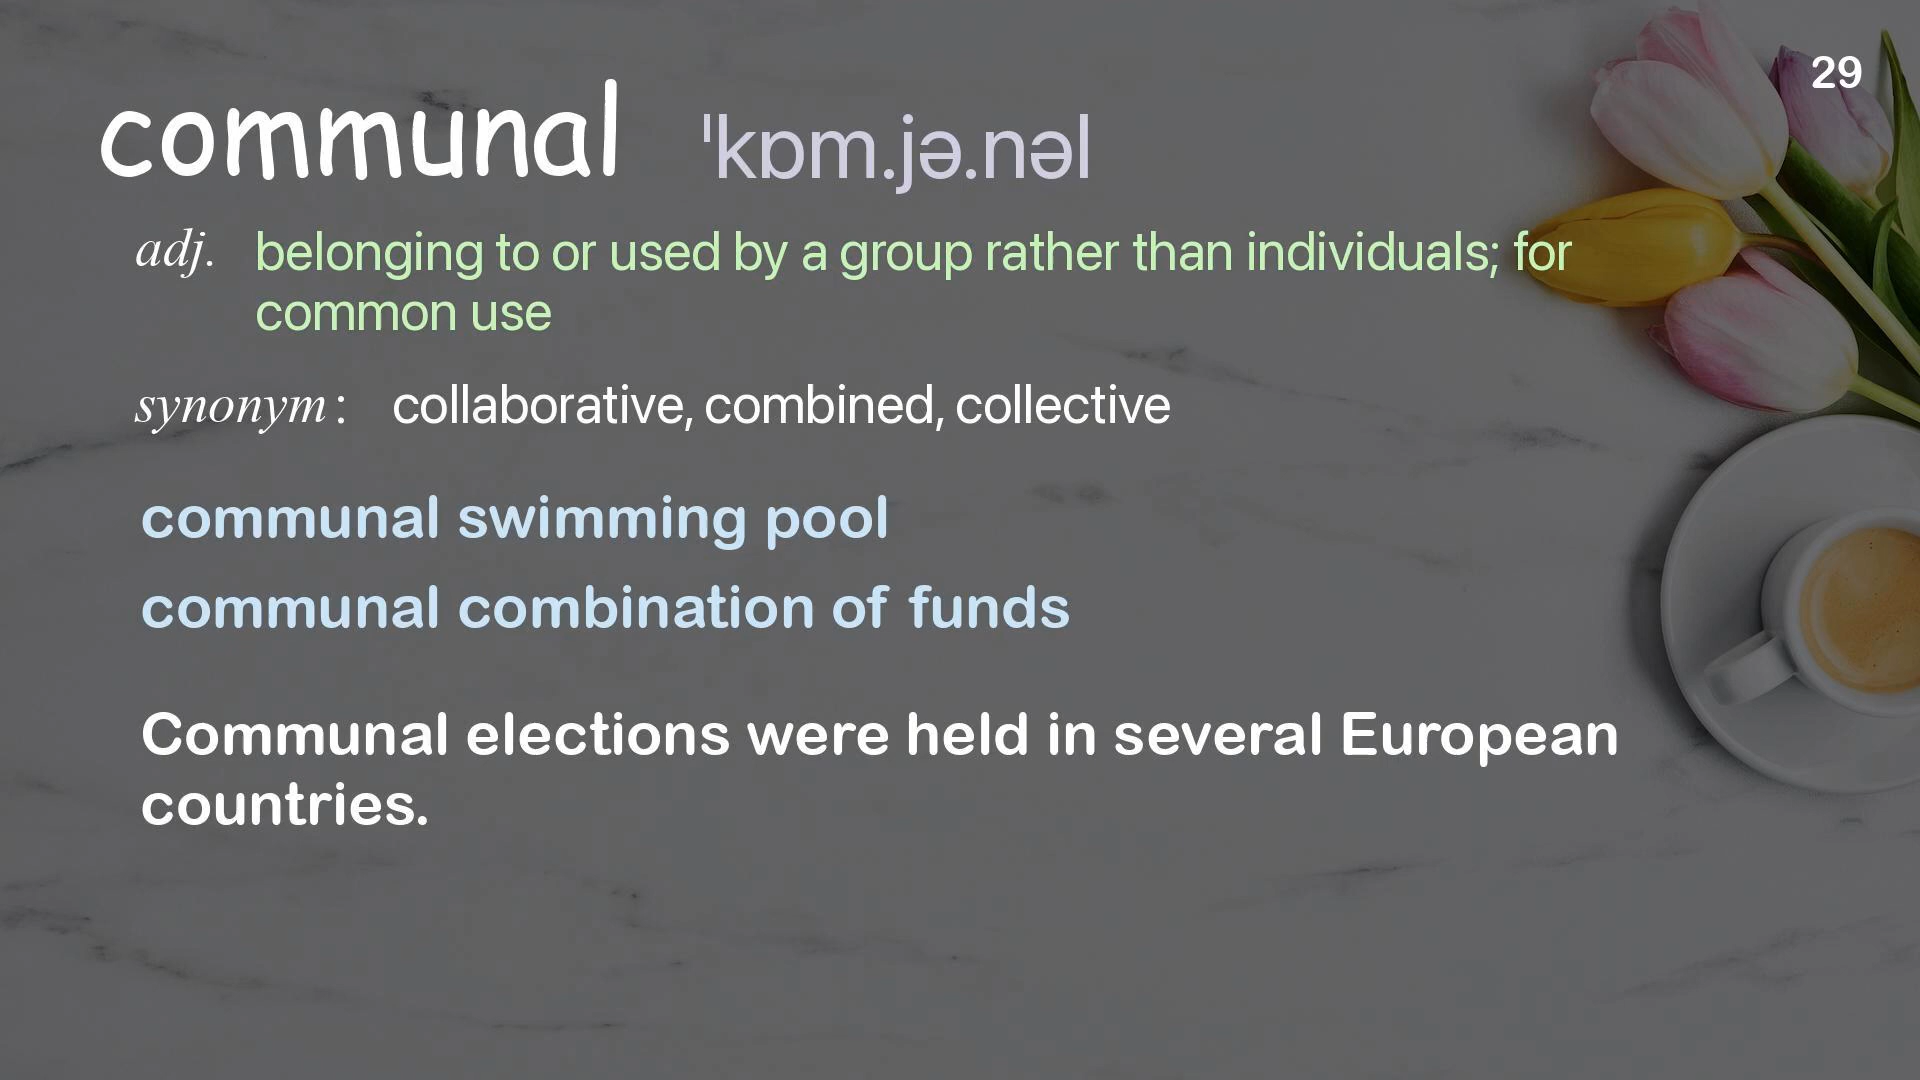 29
communal ˈkɒm.jə.nəl
adj. belonging to or used by a group rather than individuals; for
common use
synonym : collaborative, combined, collective
communal swimming pool
communal combination of funds
Communal elections were held in several European
countries.